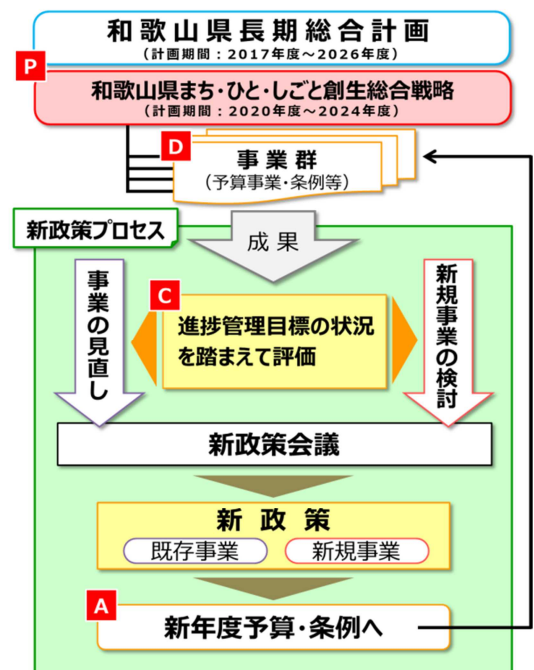 和歌山県長期総合計画
(計画期間:2017年度~2026年度)
P
和歌山県まち・ひと・しごと創生総合戦略
(計画期間:2020年度~2024年度)
D
事業群
(予算事業・条例等)
新政策プロセス
成果
事業の見直し
C
進捗管理目標の状況
を踏まえて評価
新規事業の検討
新政策会議
新政策
既存事業
新規事業
A
新年度予算・条例へ